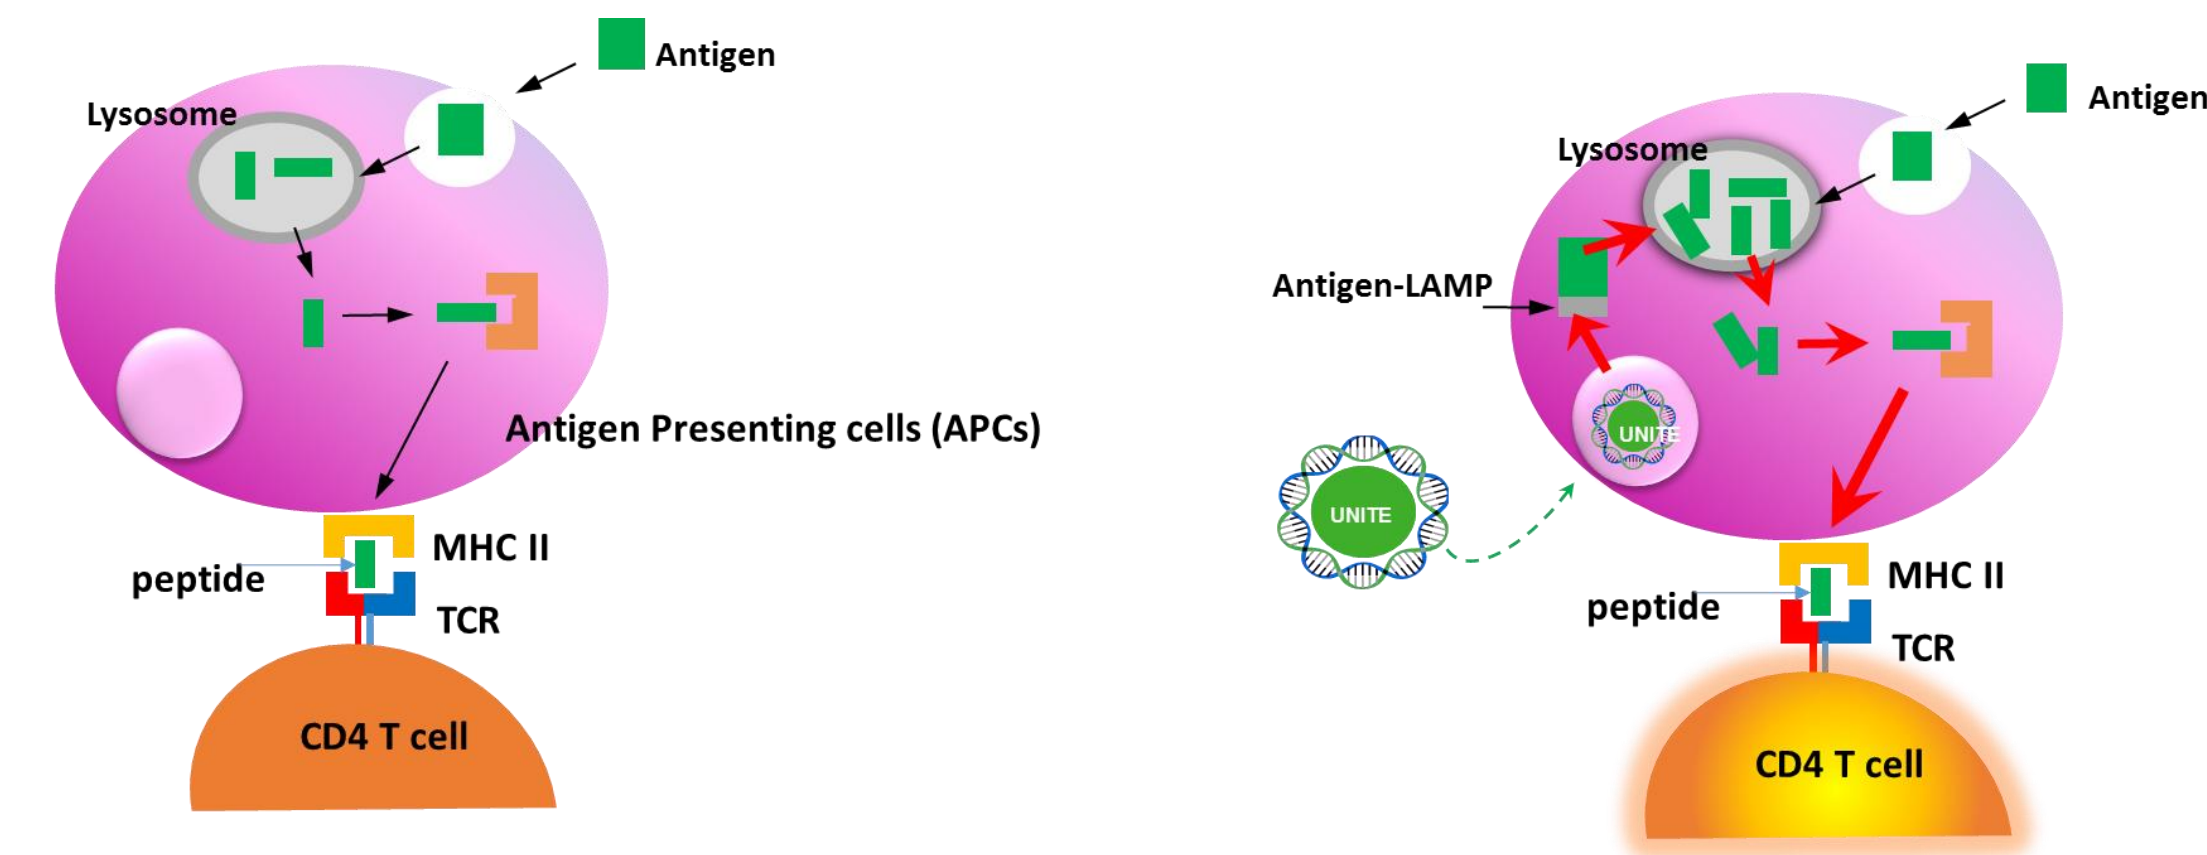 Antigen
Lysosome
Antigen Presenting cells (APCs)
MHC II
peptide
TCR
CD4 T cell
Antigen
Lysosome
Antigen-LAMP
UNITE
UNITE
MHC II
peptide
TCR
CD4 T cell